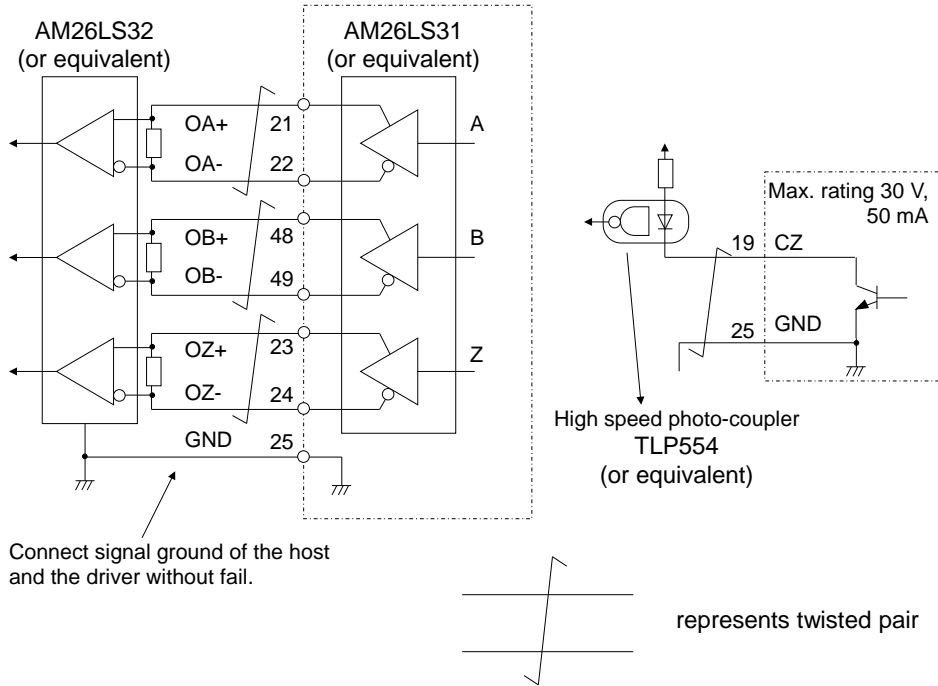 AM26LS32
(or equivalent)
AM26LS31
(or equivalent)
OA+
21
A
OA-
22
OB+
48
B
OB-
49
OZ+
23
Z
OZ-
24
GND
25
Connect signal ground of the host
and the driver without fail.
Max. rating 30 V,
50 mA
19
CZ
25
GND
High speed photo-coupler
TLP554
(or equivalent)
represents twisted pair